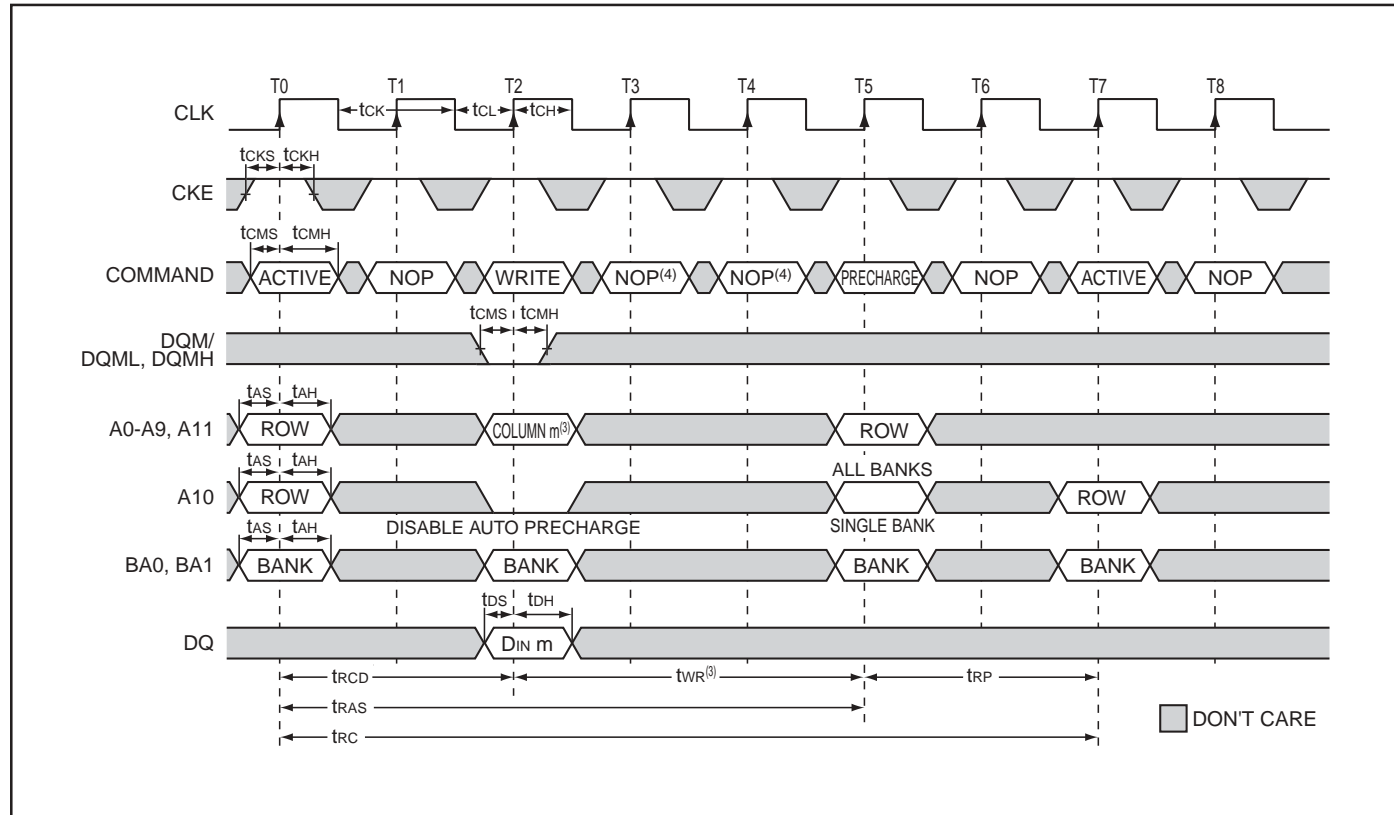 T0 T1 T2 T3 T4 T5 T6 T7 T8
CLK tCK tCL tCH
tCKS tCKH
CKE
tCMS tCMH
COMMAND ACTIVE NOP WRITE NOP(4) NOP(4) PRECHARGE NOP ACTIVE NOP
tCMS tCMH
DQM/
DQML, DQMH
tAS tAH
A0-A9, A11 ROW COLUMN m(3) ROW
tAS tAH ALL BANKS
A10 ROW ROW
tAS tAH DISABLE AUTO PRECHARGE SINGLE BANK
BA0, BA1 BANK BANK BANK BANK
tDS tDH
DQ DIN m
tRCD tWR(3) tRP
tRAS
DON'T CARE
tRC